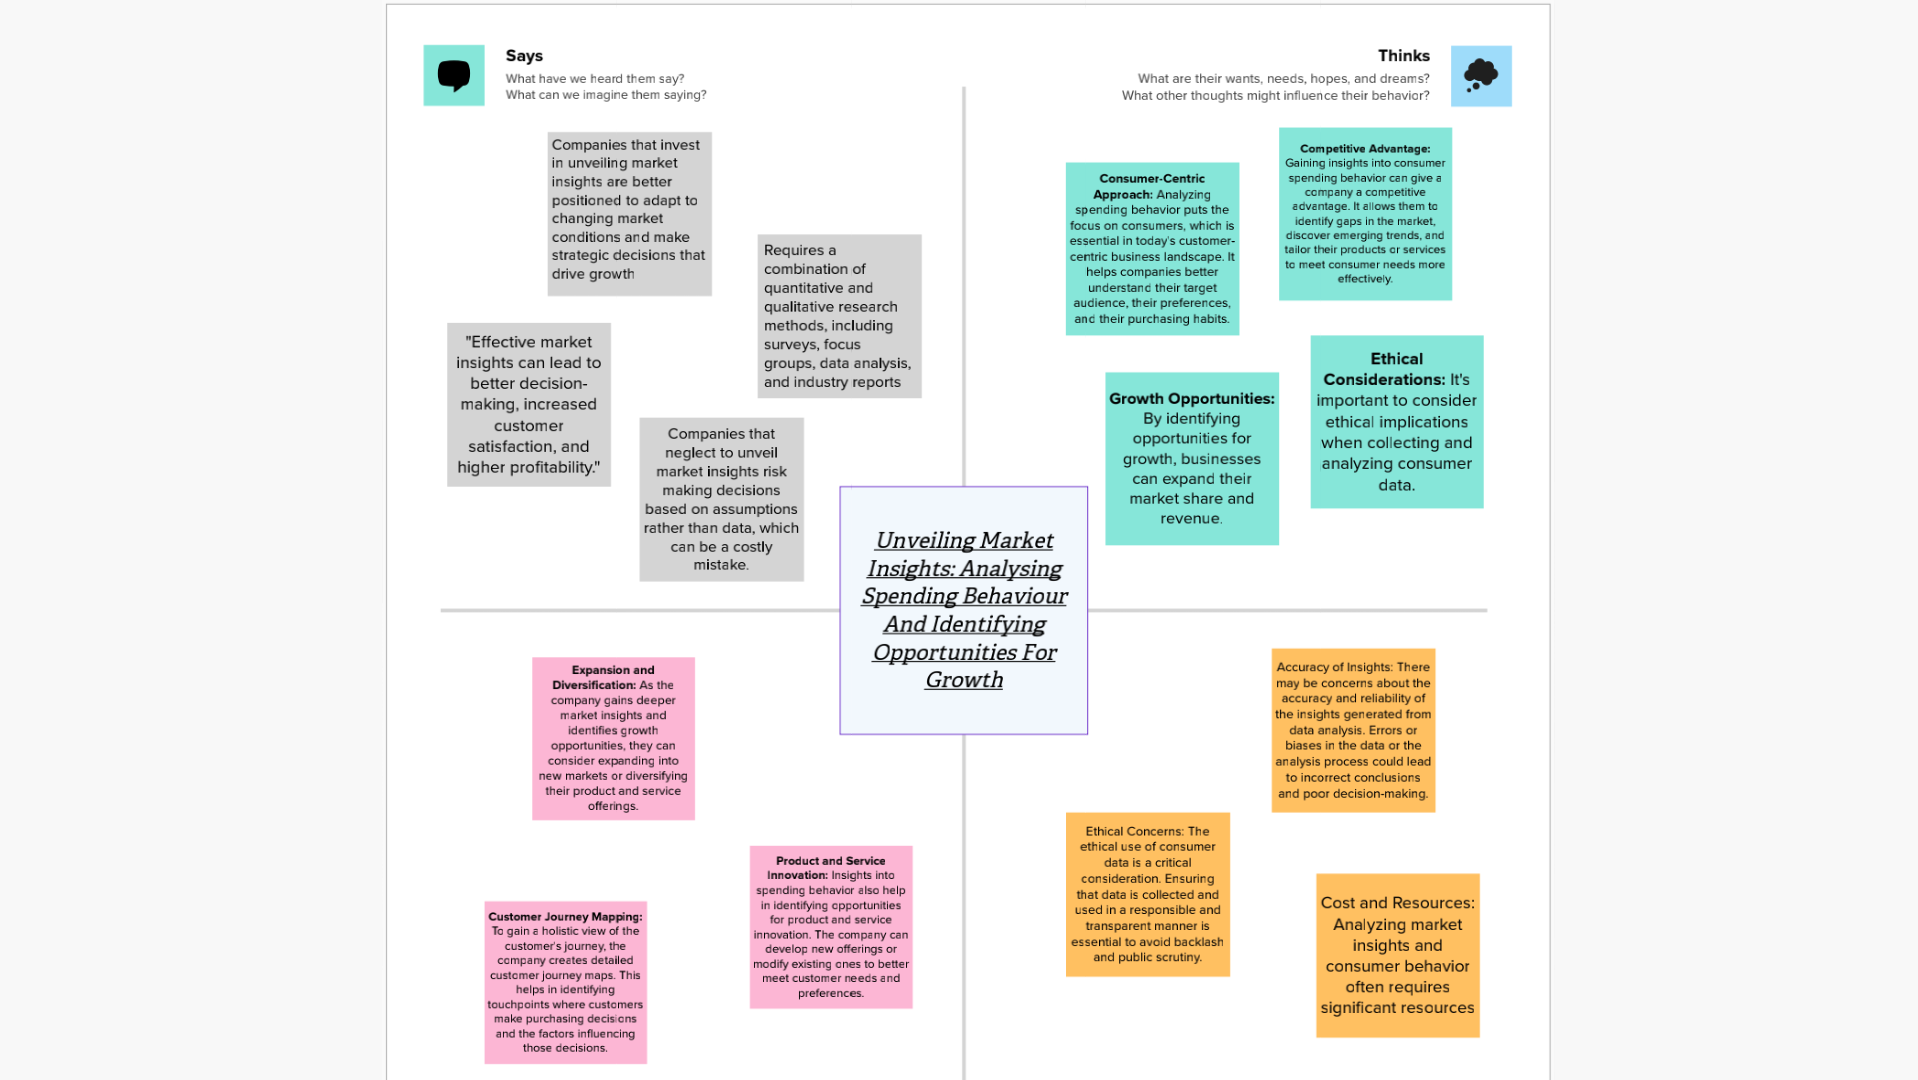 Says
What have we heard them say?
What can we imagine them saying?
Thinks
What are their wants, needs, hopes, and dreams?
What other thoughts might influence their behavior?
Companies that invest
in unveiling market
insights are better
positioned to adapt to
changing market
conditions and make
strategic decisions that
drive growth
Requires a
combination of
quantitative and
qualitative research
methods, including
surveys, focus
groups, data analysis,
and industry reports
"Effective market
insights can lead to
better decision-
making, increased
customer
satisfaction, and
higher profitability."
Companies that
neglect to unveil
market insights risk
making decisions
based on assumptions
rather than data, which
can be a costly
mistake.
Consumer-Centric
Approach: Analyzing
spending behavior puts the
focus on consumers, which is
essential in today's customer-
centric business landscape. It
helps companies better
understand their target
audience, their preferences,
and their purchasing habits.
Competitive Advantage:
Gaining insights into consumer
spending behavior can give a
company a competitive
advantage. It allows them to
identify gaps in the market,
discover emerging trends, and
tailor their products or services
to meet consumer needs more
effectively.
Growth Opportunities:
By identifying
opportunities for
growth, businesses
can expand their
market share and
revenue.
Ethical
Considerations: It's
important to consider
ethical implications
when collecting and
analyzing consumer
data.
Unveiling Market
Insights: Analysing
Spending Behaviour
And Identifying
Opportunities For
Growth
Expansion and
Diversification: As the
company gains deeper
market insights and
identifies growth
opportunities, they can
consider expanding into
new markets or diversifying
their product and service
offerings.
Product and Service
Innovation: Insights into
spending behavior also help
in identifying opportunities
for product and service
innovation. The company can
develop new offerings or
modify existing ones to better
meet customer needs and
preferences.
Customer Journey Mapping:
To gain a holistic view of the
customer's journey, the
company creates detailed
customer journey maps. This
helps in identifying
touchpoints where customers
make purchasing decisions
and the factors influencing
those decisions.
Accuracy of Insights: There
may be concerns about the
accuracy and reliability of
the insights generated from
data analysis. Errors or
biases in the data or the
analysis process could lead
to incorrect conclusions
and poor decision-making.
Ethical Concerns: The
ethical use of consumer
data is a critical
consideration. Ensuring
that data is collected and
used in a responsible and
transparent manner is
essential to avoid backlash
and public scrutiny.
Cost and Resources:
Analyzing market
insights and
consumer behavior
often requires
significant resources